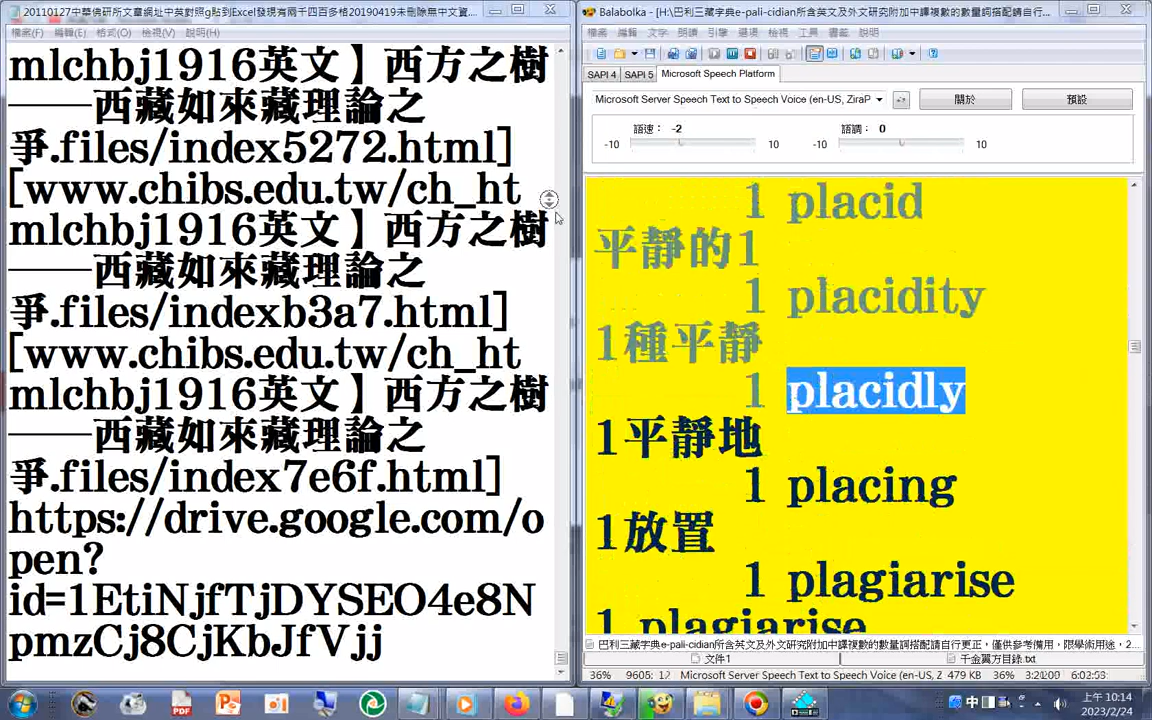 20110127中華佛研所文章網址中英對照g點到Excel發現有兩千四百多格20190419未刪除無中文資...
檔案(F) 編輯(E) 格式(O) 檢視(V) 說明(H)
mlchbj1916英文】西方之樹
——西藏如來藏理論之
爭.files/index5272.html]
[www.chibs.edu.tw/ch_ht
mlchbj1916英文】西方之樹
——西藏如來藏理論之
爭.files/indexb3a7.html]
[www.chibs.edu.tw/ch_ht
mlchbj1916英文】西方之樹
——西藏如來藏理論之
爭.files/index7e6f.html]
https://drive.google.com/o
pen?
id=1EtiNjfTjDYSEO4e8N
pmzCj8CjKbJfVjj
Balabolka - [H:\巴利三藏字典e-pali-cidian所含英文及外文研究附加中譯複數的數量詞搭配請自行...
檔案 編輯 文字 朗讀 引擎 選項 檢視 書籤 說明
SAPI 4 SAPI 5 Microsoft Speech Platform
Microsoft Server Speech Text to Speech Voice (en-US, ZiraP
關於
預設
語速： -2
語調： 0
-10 10 -10 10
1 placid
平靜的1
1 placidity
1種平靜
1 placidly
1平靜地
1 placing
1放置
1 plagiarise
1 plagiarise
巴利三藏字典e-pali-cidian所含英文及外文研究附加中譯複數的數量詞搭配請自行更正，僅供參考備用，限學術用途，2...
文件1
千金翼方目錄.txt
36% 9605: 12 Microsoft Server Speech Text to Speech Voice (en-US, Z 479 KB 36% 6:02:53
中
上午 10:14
2023/2/24